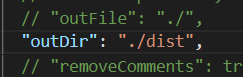 // "outFile": "./",
"outDir": "./dist",
// "removeComments": tr